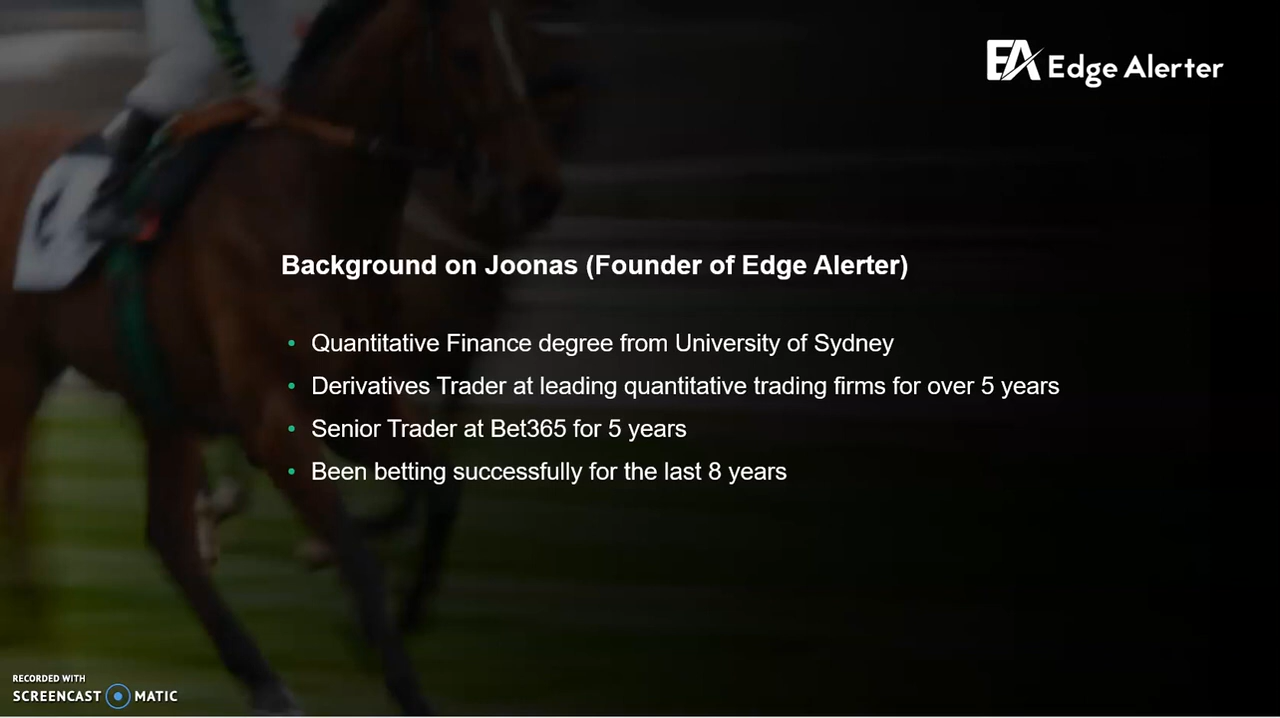 EA Edge Alerter
Background on Joonas (Founder of Edge Alerter)
• Quantitative Finance degree from University of Sydney
• Derivatives Trader at leading quantitative trading firms for over 5 years
• Senior Trader at Bet365 for 5 years
• Been betting successfully for the last 8 years
RECORDED WITH
SCREENCAST MATIC